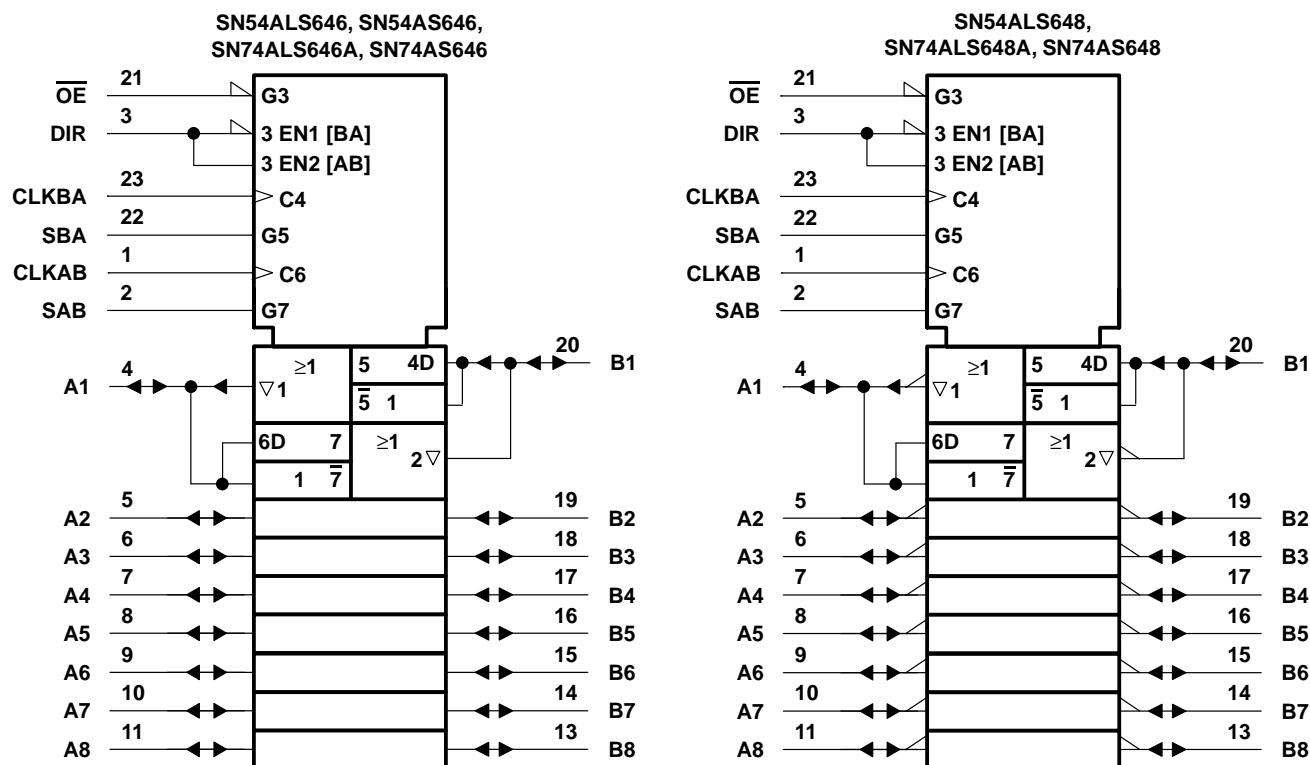 SN54ALS646, SN54AS646,
SN74ALS646A, SN74AS646
OE 21 G3
DIR 3 3 EN1 [BA]
3 EN2 [AB]
CLKBA 23 C4
SBA 22 G5
CLKAB 1 C6
SAB 2 G7
A1 4 ▽1 ≥1 5 4D 20 B1
5 1
6D 7 ≥1 2▽
1 7
A2 5 19 B2
A3 6 18 B3
A4 7 17 B4
A5 8 16 B5
A6 9 15 B6
A7 10 14 B7
A8 11 13 B8
SN54ALS648,
SN74ALS648A, SN74AS648
OE 21 G3
DIR 3 3 EN1 [BA]
3 EN2 [AB]
CLKBA 23 C4
SBA 22 G5
CLKAB 1 C6
SAB 2 G7
A1 4 ▽1 ≥1 5 4D 20 B1
5 1
6D 7 ≥1 2▽
1 7
A2 5 19 B2
A3 6 18 B3
A4 7 17 B4
A5 8 16 B5
A6 9 15 B6
A7 10 14 B7
A8 11 13 B8